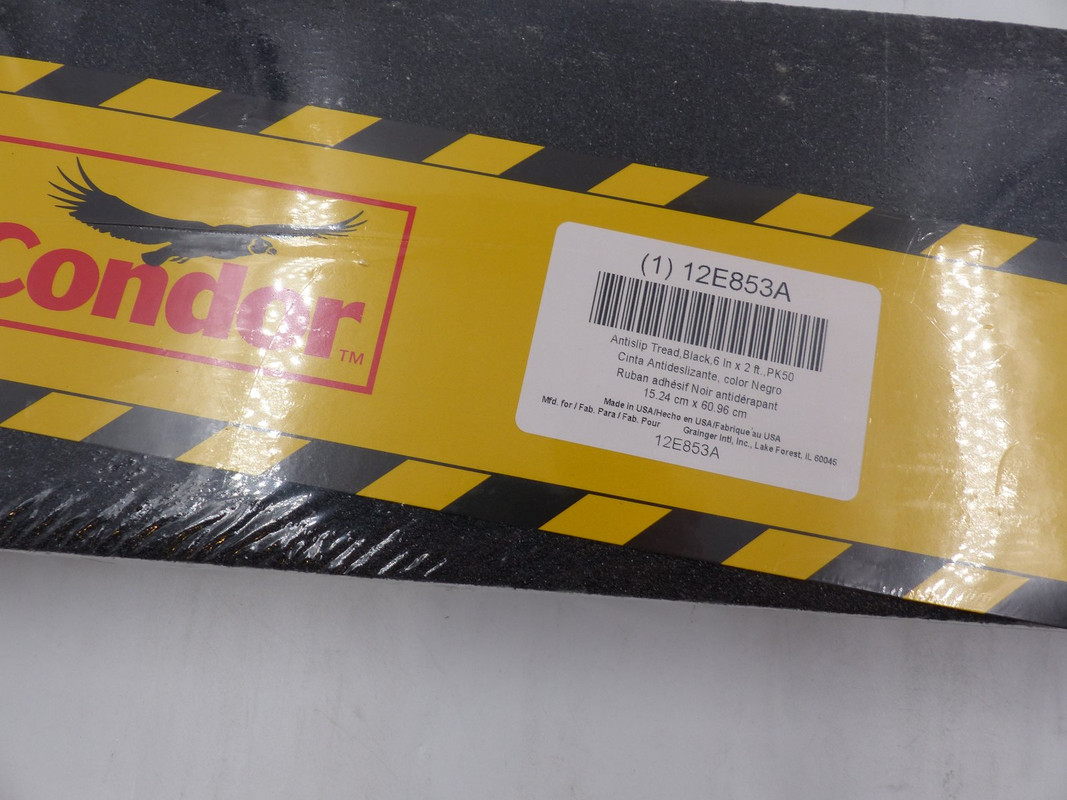 Condor
TM
(1) 12E853A
Antislip Tread,Black,6 in x 2 ft.,PK50
Cinta Antideslizante, color Negro
Ruban adhésif Noir antidérapant
15.24 cm x 60.96 cm
Made in USA/Hecho en USA/Fabrique au USA
Mfd. for / Fab. Para / Fab. Pour Grainger Intl, Inc., Lake Forest, IL 60045
12E853A